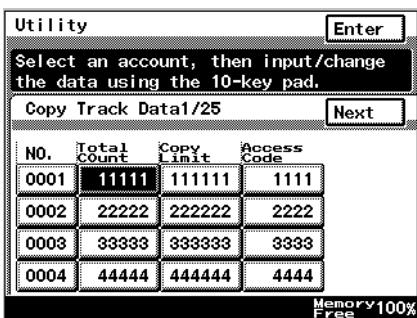 Utility Enter
Select an account, then input/change
the data using the 10-key pad.
Copy Track Data1/25 Next
NO. Total COunt Copy Limit Access Code
0001 11111 111111 1111
0002 22222 222222 2222
0003 33333 333333 3333
0004 44444 444444 4444
Memory Free 100%